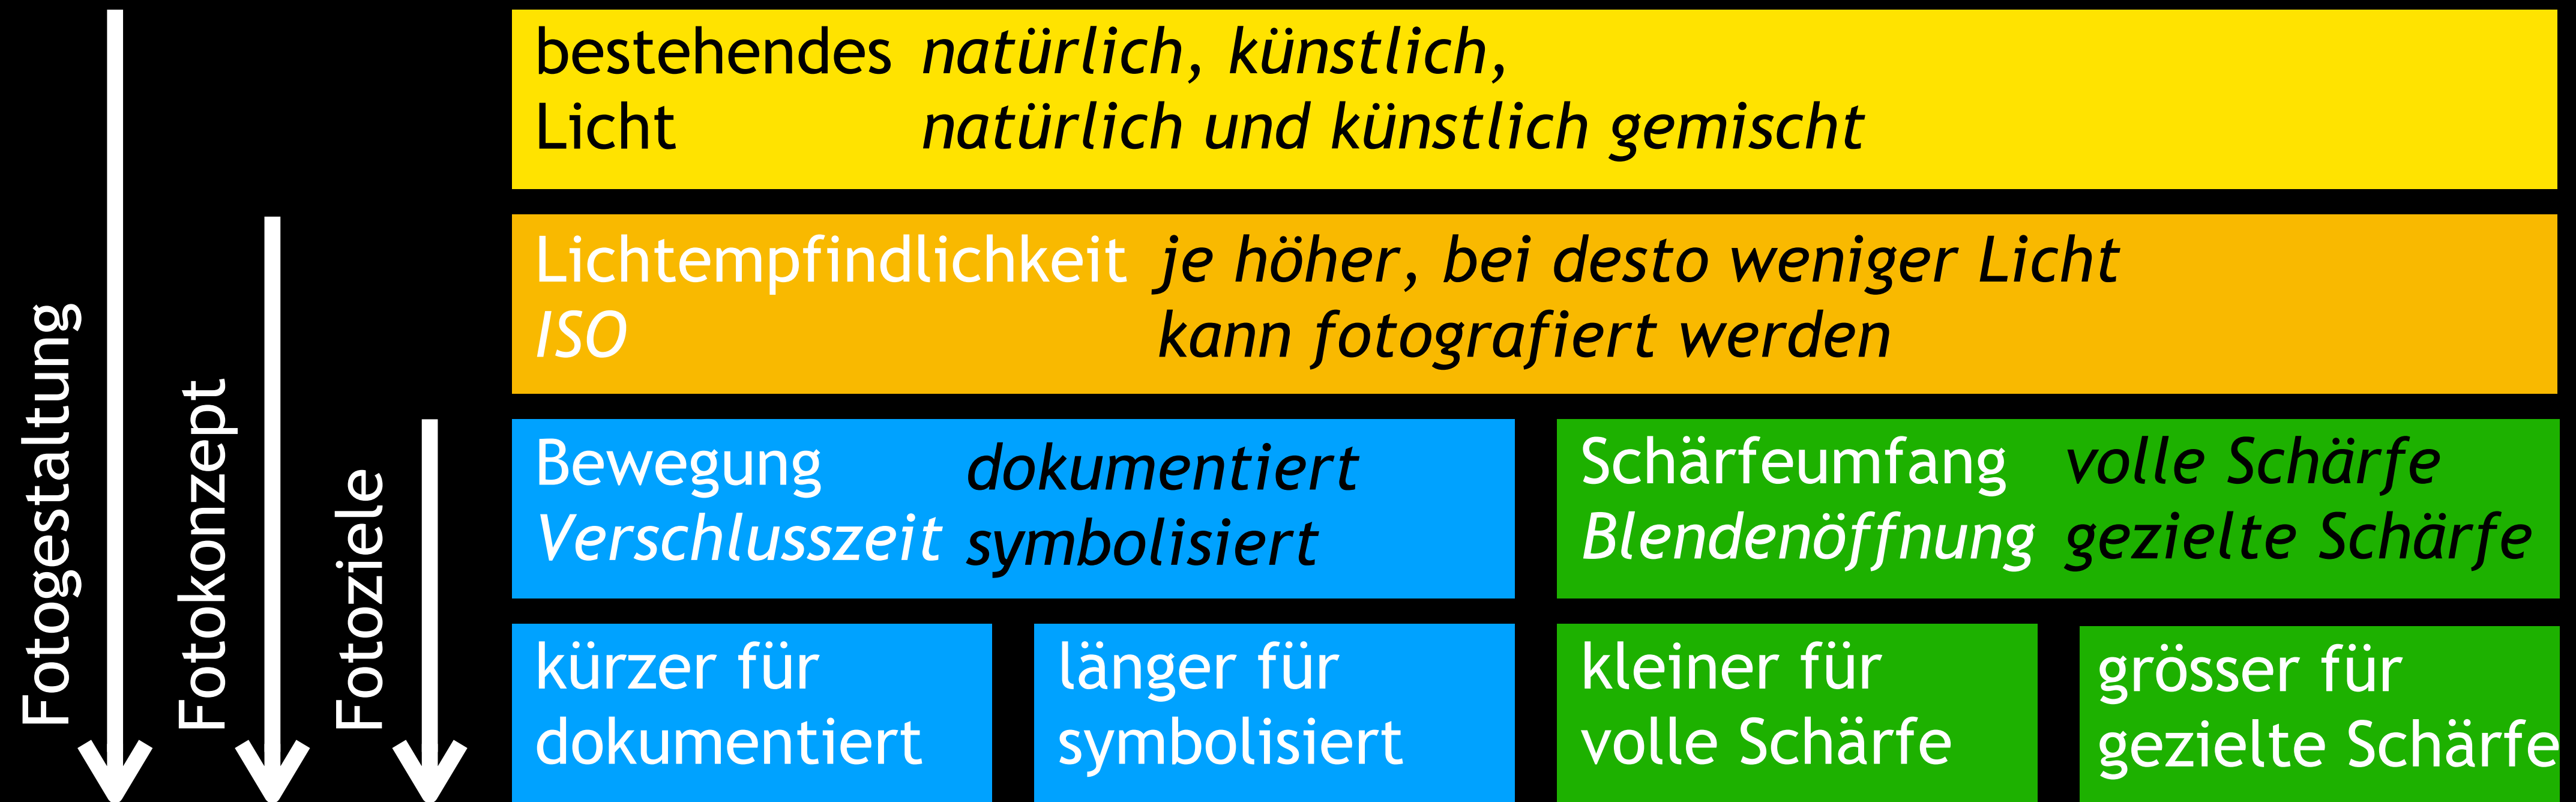 Fotogestaltung
Fotokonzept
Fotoziele
bestehendes natürlich, künstlich,
Licht natürlich und künstlich gemischt
Lichtempfindlichkeit je höher, bei desto weniger Licht
ISO kann fotografiert werden
Bewegung dokumentiert
Verschlusszeit symbolisiert
Schärfeumfang volle Schärfe
Blendenöffnung gezielte Schärfe
kürzer für
dokumentiert
länger für
symbolisiert
kleiner für
volle Schärfe
grösser für
gezielte Schärfe